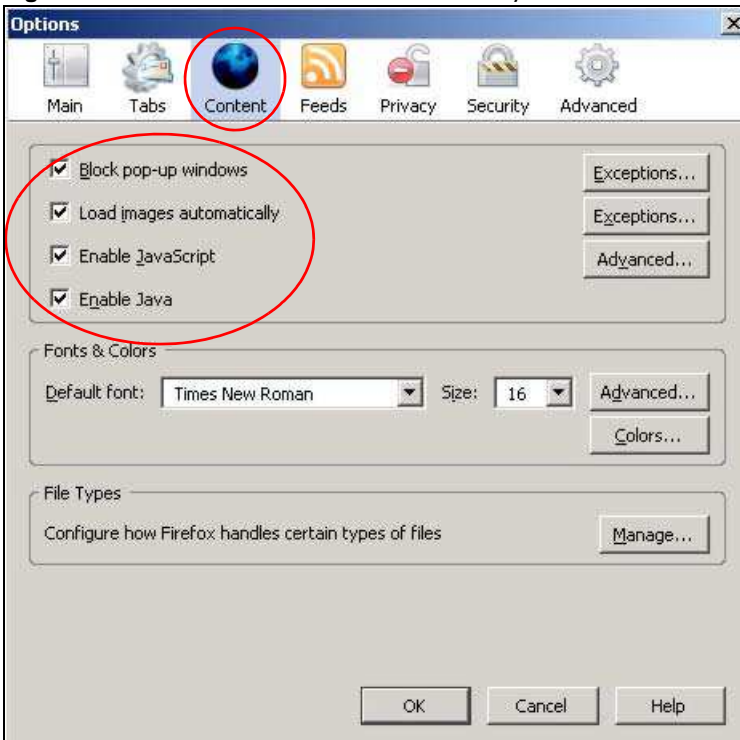 Options
Main Tabs Content Feeds Privacy Security Advanced
Block pop-up windows Exceptions...
Load images automatically Exceptions...
Enable JavaScript Advanced...
Enable Java
Fonts & Colors
Default font: Times New Roman Size: 16 Advanced...
Colors...
File Types
Configure how Firefox handles certain types of files Manage...
OK Cancel Help